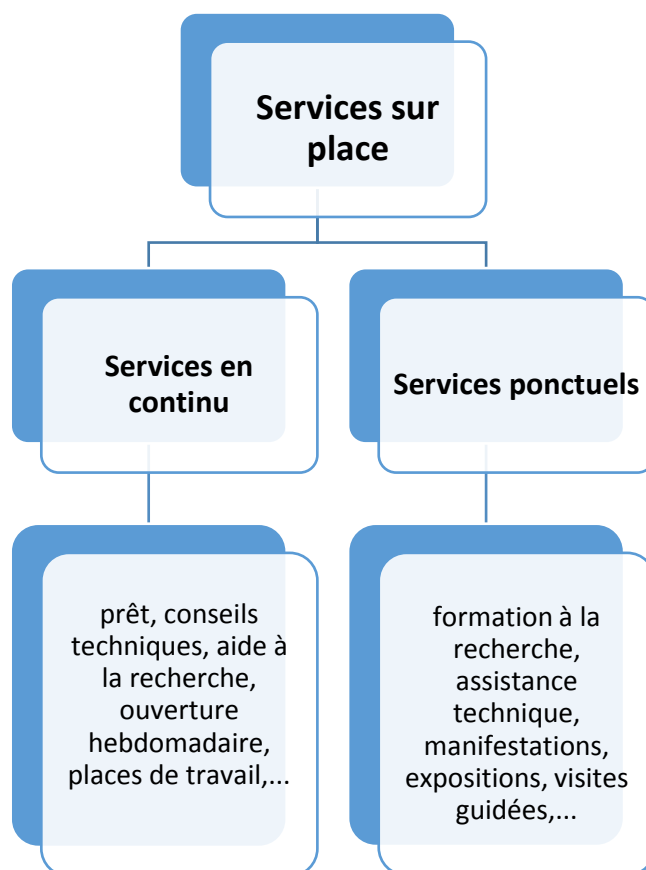 Services sur
place
Services en
continu
Services ponctuels
prêt, conseils
techniques, aide à
la recherche,
ouverture
hebdomadaire,
places de travail,...
formation à la
recherche,
assistance
technique,
manifestations,
expositions, visites
guidées,...